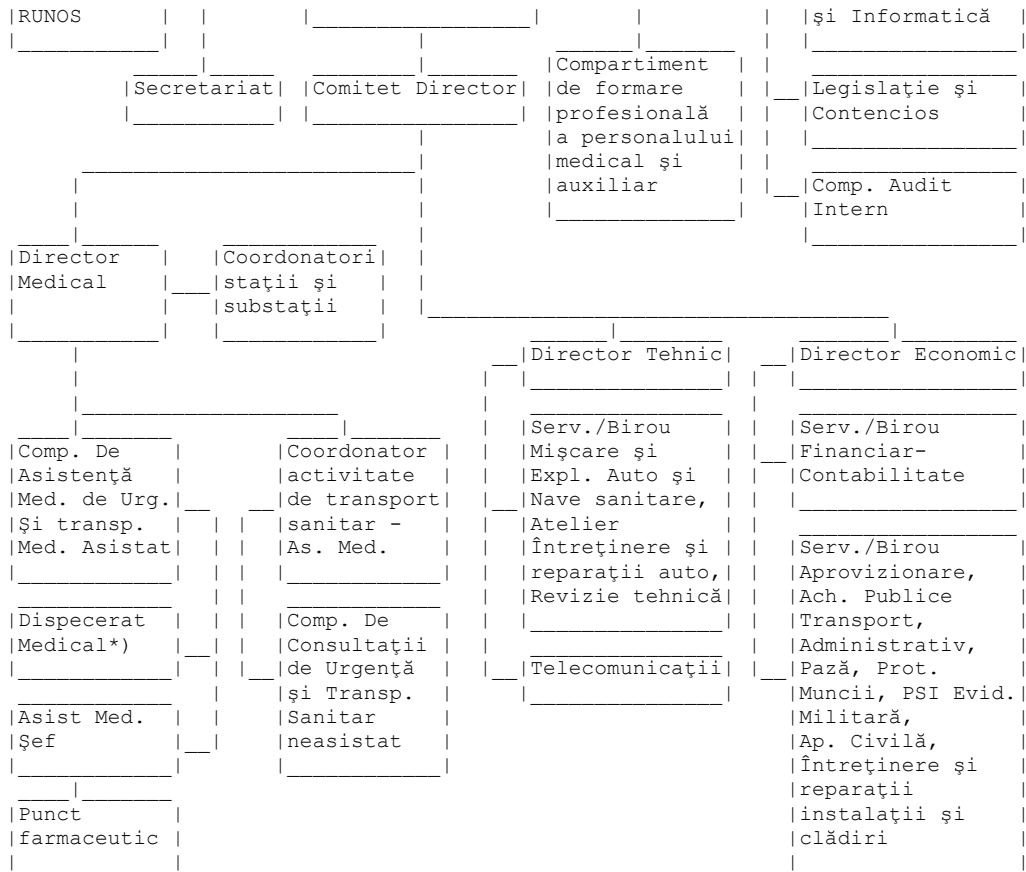 RUNOS
şi Informatică
Secretariat
Comitet Director
Compartiment
de formare
profesională
a personalului
medical şi
auxiliar
Legislaţie şi
Contencios
Comp. Audit
Intern
Director
Medical
Coordonatori
staţii şi
substaţii
Director Tehnic
Director Economic
Comp. De
Asistenţă
Med. de Urg.
Şi transp.
Med. Asistat
Coordonator
activitate
de transport
sanitar -
As. Med.
Serv./Birou
Mişcare şi
Expl. Auto şi
Nave sanitare,
Atelier
Întreţinere şi
reparaţii auto,
Revizie tehnică
Serv./Birou
Financiar-
Contabilitate
Dispecerat
Medical*)
Comp. De
Consultaţii
de Urgenţă
şi Transp.
Sanitar
neasistat
Telecomunicaţii
Serv./Birou
Aprovizionare,
Ach. Publice
Transport,
Administrativ,
Pază, Prot.
Muncii, PSI Evid.
Militară,
Ap. Civilă,
Întreţinere şi
reparaţii
instalaţii şi
clădiri
Asist Med.
Şef
Punct
farmaceutic